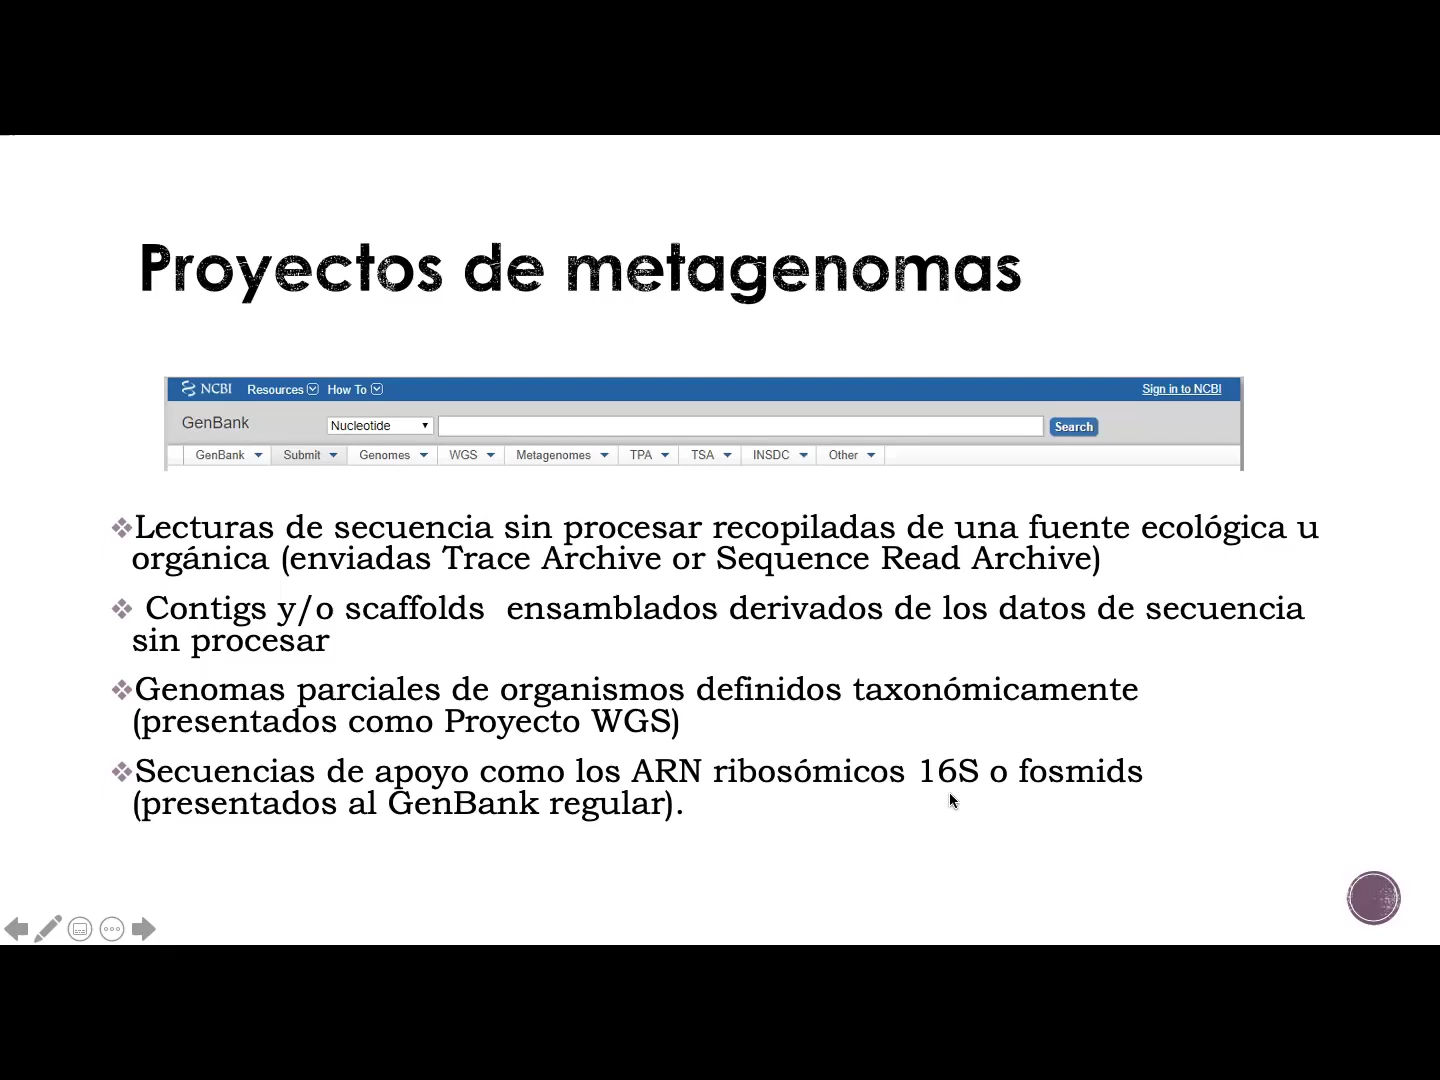 Proyectos de metagenomas
NCBI Resources How To Sign in to NCBI
GenBank Nucleotide Search
GenBank Submit Genomes WGS Metagenomes TPA TSA INSDC Other
❖Lecturas de secuencia sin procesar recopiladas de una fuente ecológica u
orgánica (enviadas Trace Archive or Sequence Read Archive)
❖ Contigs y/o scaffolds ensamblados derivados de los datos de secuencia
sin procesar
❖Genomas parciales de organismos definidos taxonómicamente
(presentados como Proyecto WGS)
❖Secuencias de apoyo como los ARN ribosómicos 16S o fosmids
(presentados al GenBank regular).